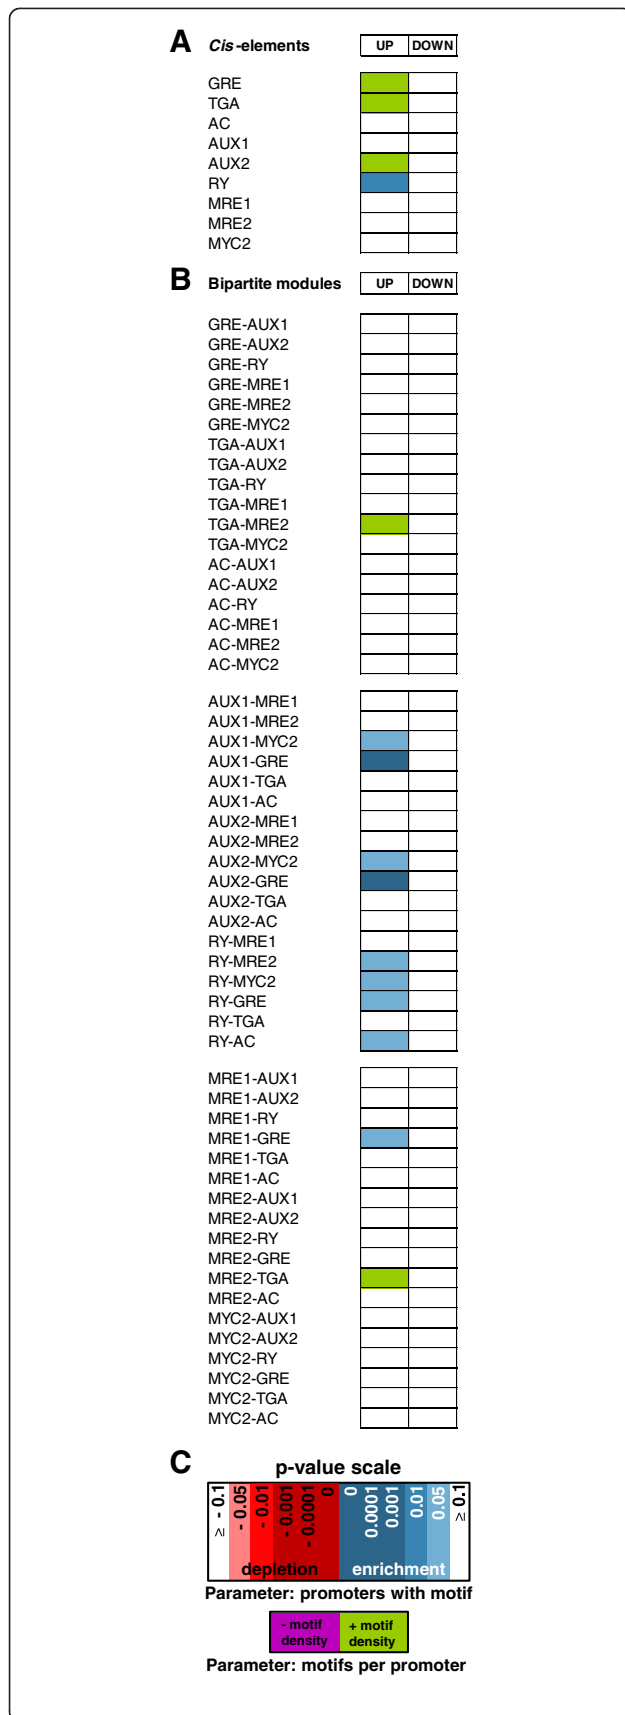 A Cis-elements UP DOWN
GRE
TGA
AC
AUX1
AUX2
RY
MRE1
MRE2
MYC2
B Bipartite modules UP DOWN
GRE-AUX1
GRE-AUX2
GRE-RY
GRE-MRE1
GRE-MRE2
GRE-MYC2
TGA-AUX1
TGA-AUX2
TGA-RY
TGA-MRE1
TGA-MRE2
TGA-MYC2
AC-AUX1
AC-AUX2
AC-RY
AC-MRE1
AC-MRE2
AC-MYC2
AUX1-MRE1
AUX1-MRE2
AUX1-MYC2
AUX1-GRE
AUX1-TGA
AUX1-AC
AUX2-MRE1
AUX2-MRE2
AUX2-MYC2
AUX2-GRE
AUX2-TGA
AUX2-AC
RY-MRE1
RY-MRE2
RY-MYC2
RY-GRE
RY-TGA
RY-AC
MRE1-AUX1
MRE1-AUX2
MRE1-RY
MRE1-GRE
MRE1-TGA
MRE1-AC
MRE2-AUX1
MRE2-AUX2
MRE2-RY
MRE2-GRE
MRE2-TGA
MRE2-AC
MYC2-AUX1
MYC2-AUX2
MYC2-RY
MYC2-GRE
MYC2-TGA
MYC2-AC
C p-value scale
≥ - 0.1
- 0.05
- 0.01
- 0.001
- 0.0001
0
0
0.0001
0.001
0.01
0.05
≥ 0.1
depletion enrichment
Parameter: promoters with motif
- motif density
+ motif density
Parameter: motifs per promoter